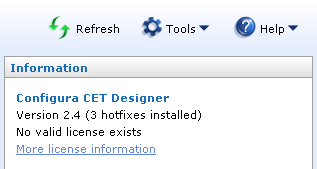 Refresh Tools Help
Information
Configura CET Designer
Version 2.4 (3 hotfixes installed)
No valid license exists
More license information